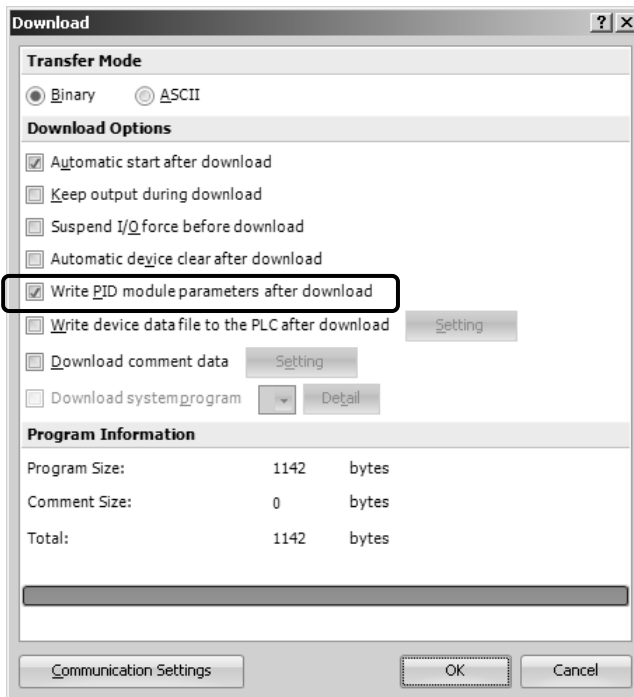 Download
Transfer Mode
Binary ASCII
Download Options
Automatic start after download
Keep output during download
Suspend I/O force before download
Automatic device clear after download
Write PID module parameters after download
Write device data file to the PLC after download Setting
Download comment data Setting
Download system program Detail
Program Information
Program Size: 1142 bytes
Comment Size: 0 bytes
Total: 1142 bytes
Communication Settings OK Cancel